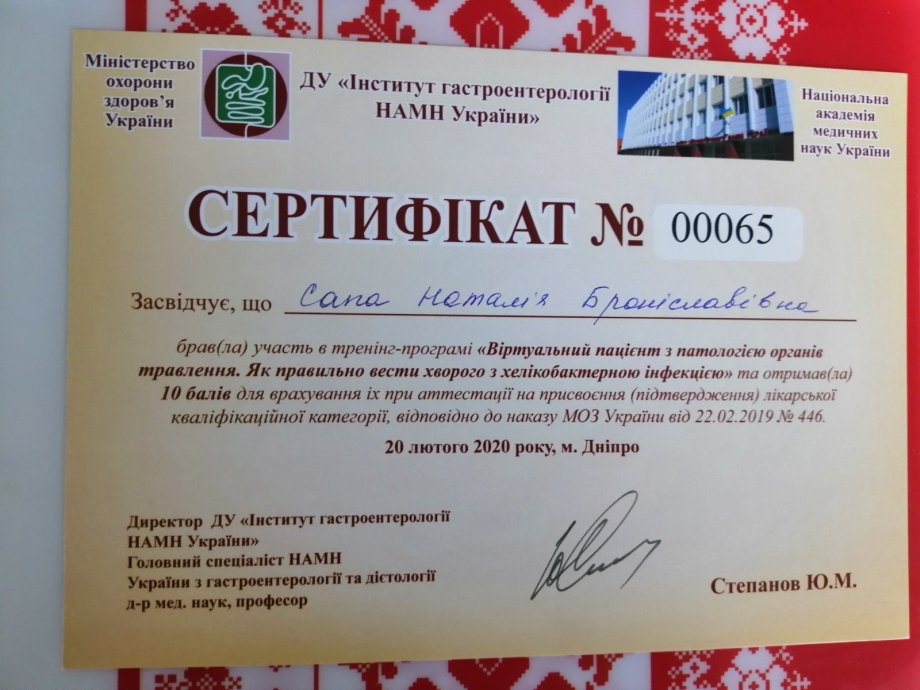 Міністерство
охорони
здоров'я
України
ДУ «Інститут гастроентерології
НАМН України»
Національна
академія
медичних
наук України
СЕРТИФІКАТ № 00065
Засвідчує, що Сапа Наталія Броніславівна
брав(ла) участь в тренінг-програмі «Віртуальний пацієнт з патологією органів
травлення. Як правильно вести хворого з хелікобактерною інфекцією» та отримав(ла)
10 балів для врахування їх при аттестації на присвоєння (підтвердження) лікарської
кваліфікаційної категорії, відповідно до наказу МОЗ України від 22.02.2019 № 446.
20 лютого 2020 року, м. Дніпро
Директор ДУ «Інститут гастроентерології
НАМН України»
Головний спеціаліст НАМН
України з гастроентерології та дієтології
д-р мед. наук, професор
Степанов Ю.М.